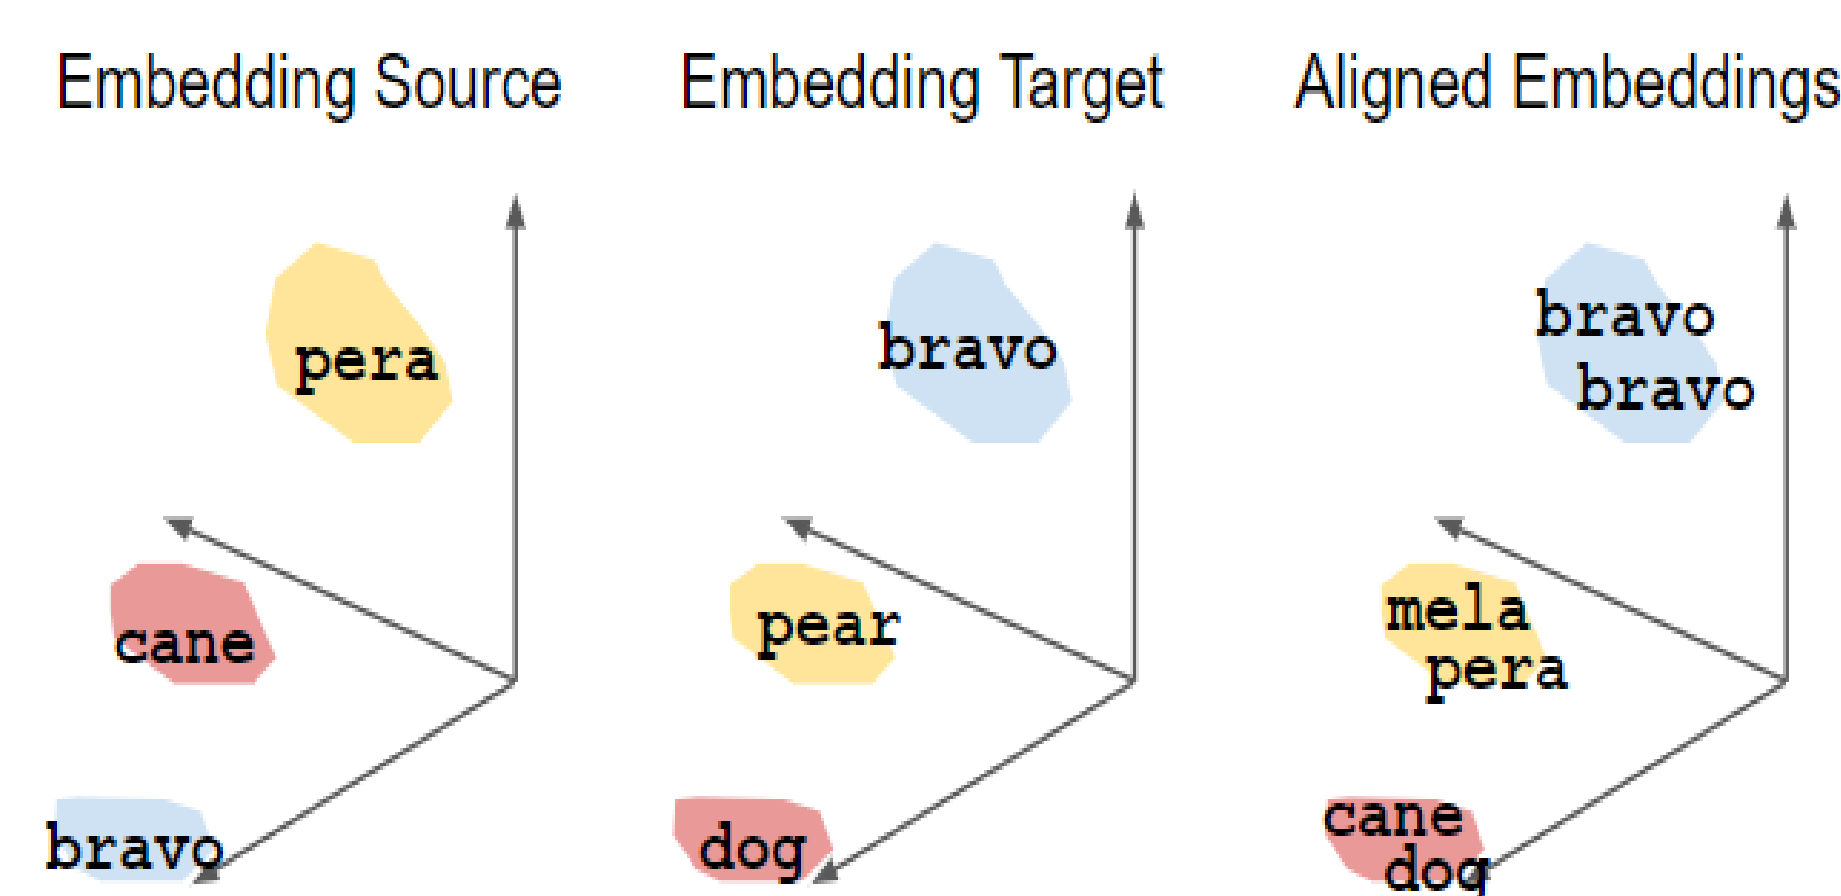 Embedding Source
Embedding Target
Aligned Embeddings
pera
cane
bravo
bravo
pear
dog
bravo
bravo
mela
pera
cane
dog